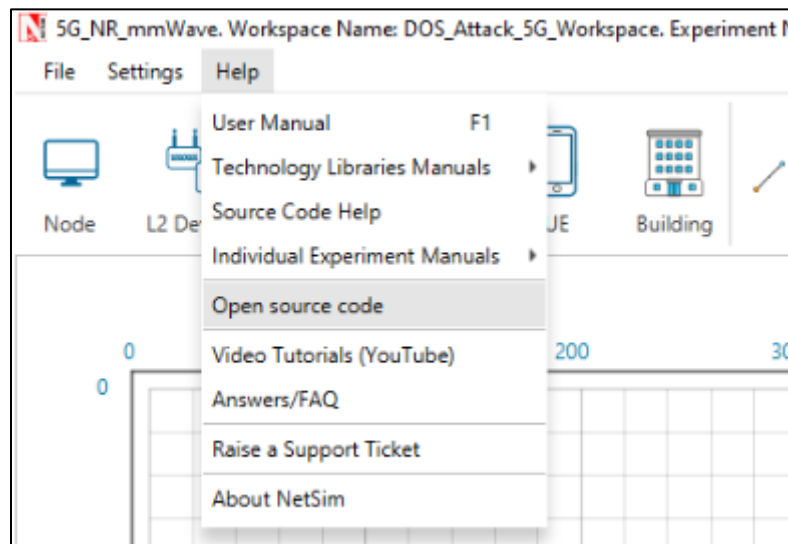 5G_NR_mmWave. Workspace Name: DOS_Attack_5G_Workspace. Experiment
File Settings Help
User Manual F1
Technology Libraries Manuals
Source Code Help
Individual Experiment Manuals
Open source code
Video Tutorials (YouTube)
Answers/FAQ
Raise a Support Ticket
About NetSim
Node L2 De UE Building
0 200 30
0